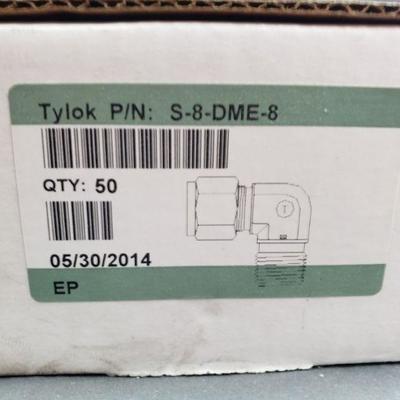 Tylok P/N: S-8-DME-8
QTY: 50
T
05/30/2014
EP